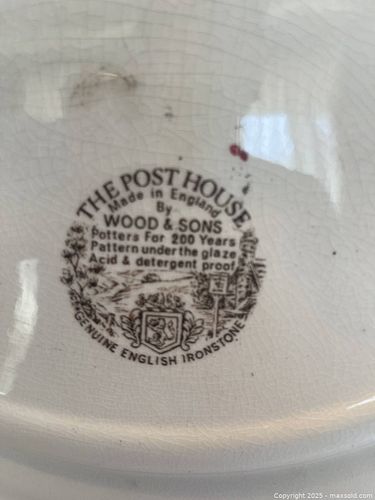 THE POST HOUSE
Made in England
By
WOOD & SONS
Potters For 200 Years
Pattern under the glaze
Acid & detergent proof
GENUINE ENGLISH IRONSTONE
Copyright 2025 - maxsold.com